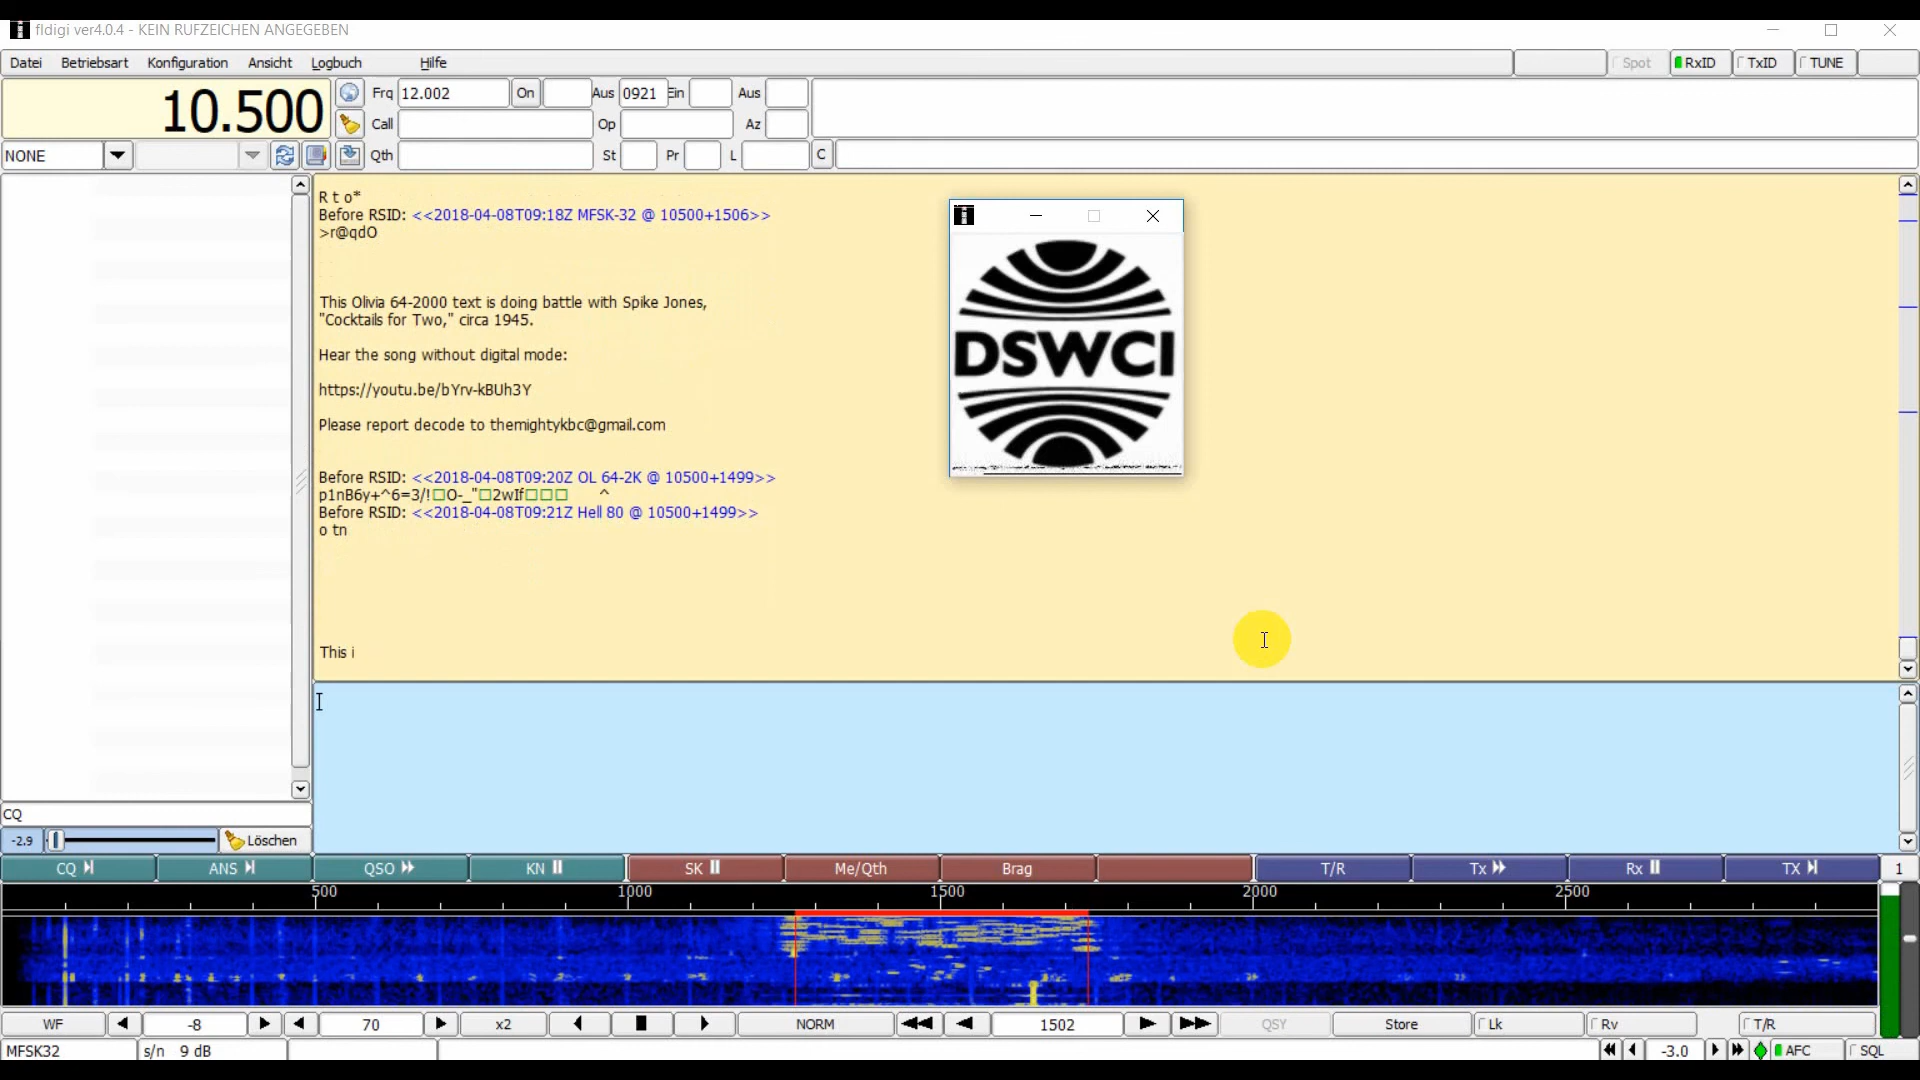 fldigi ver4.0.4 - KEIN RUFZEICHEN ANGEGEBEN
Datei Betriebsart Konfiguration Ansicht Logbuch Hilfe Spot RxID TxID TUNE
10.500 Frq 12.002 On Aus 0921 Ein Aus
Call Op Az
NONE Qth St Pr L C
R t o*
Before RSID: <<2018-04-08T09:18Z MFSK-32 @ 10500+1506>>
>r@qdO
This Olivia 64-2000 text is doing battle with Spike Jones,
"Cocktails for Two," circa 1945.
Hear the song without digital mode:
https://youtu.be/bYrv-kBUh3Y
Please report decode to themightykbc@gmail.com
Before RSID: <<2018-04-08T09:20Z OL 64-2K @ 10500+1499>>
p1nB6y+^6=3/!□O-_"□2wIf□□□ ^
Before RSID: <<2018-04-08T09:21Z Hell 80 @ 10500+1499>>
o tn
This i
DSWCI
CQ
-2.9 Löschen
CQ ANS QSO KN SK Me/Qth Brag T/R Tx Rx TX 1
500 1000 1500 2000 2500
WF -8 70 x2 NORM 1502 QSY Store Lk Rv T/R
MFSK32 s/n 9 dB -3.0 AFC SQL